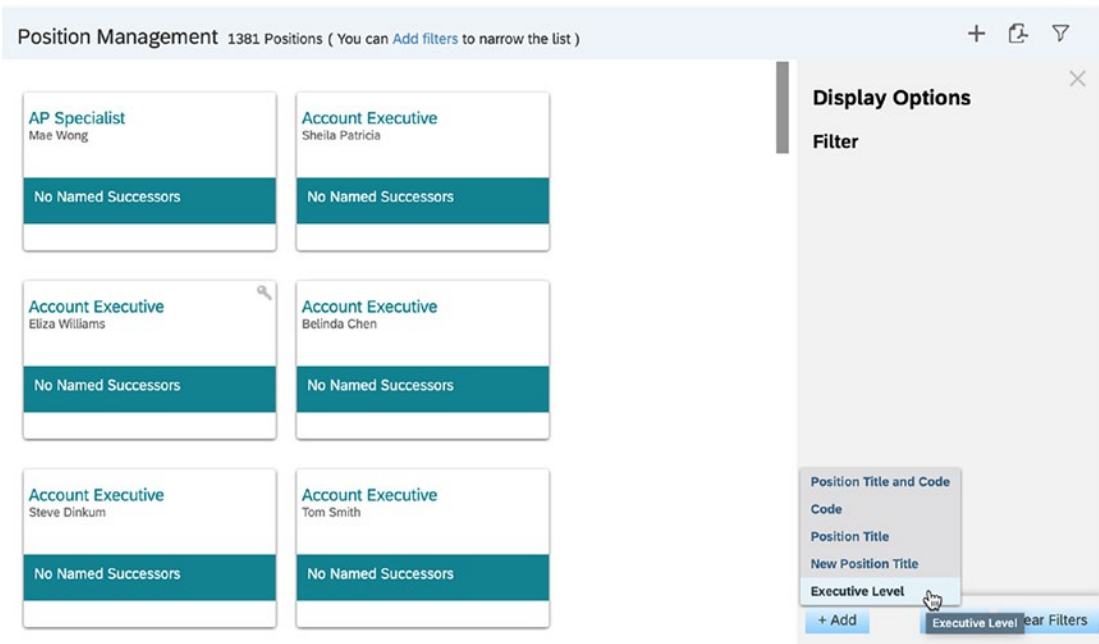 Position Management 1381 Positions ( You can Add filters to narrow the list )
AP Specialist
Mae Wong
No Named Successors
Account Executive
Sheila Patricia
No Named Successors
Account Executive
Eliza Williams
No Named Successors
Account Executive
Belinda Chen
No Named Successors
Account Executive
Steve Dinkum
No Named Successors
Account Executive
Tom Smith
No Named Successors
Display Options
Filter
Position Title and Code
Code
Position Title
New Position Title
Executive Level
+ Add
Executive Level
Filters